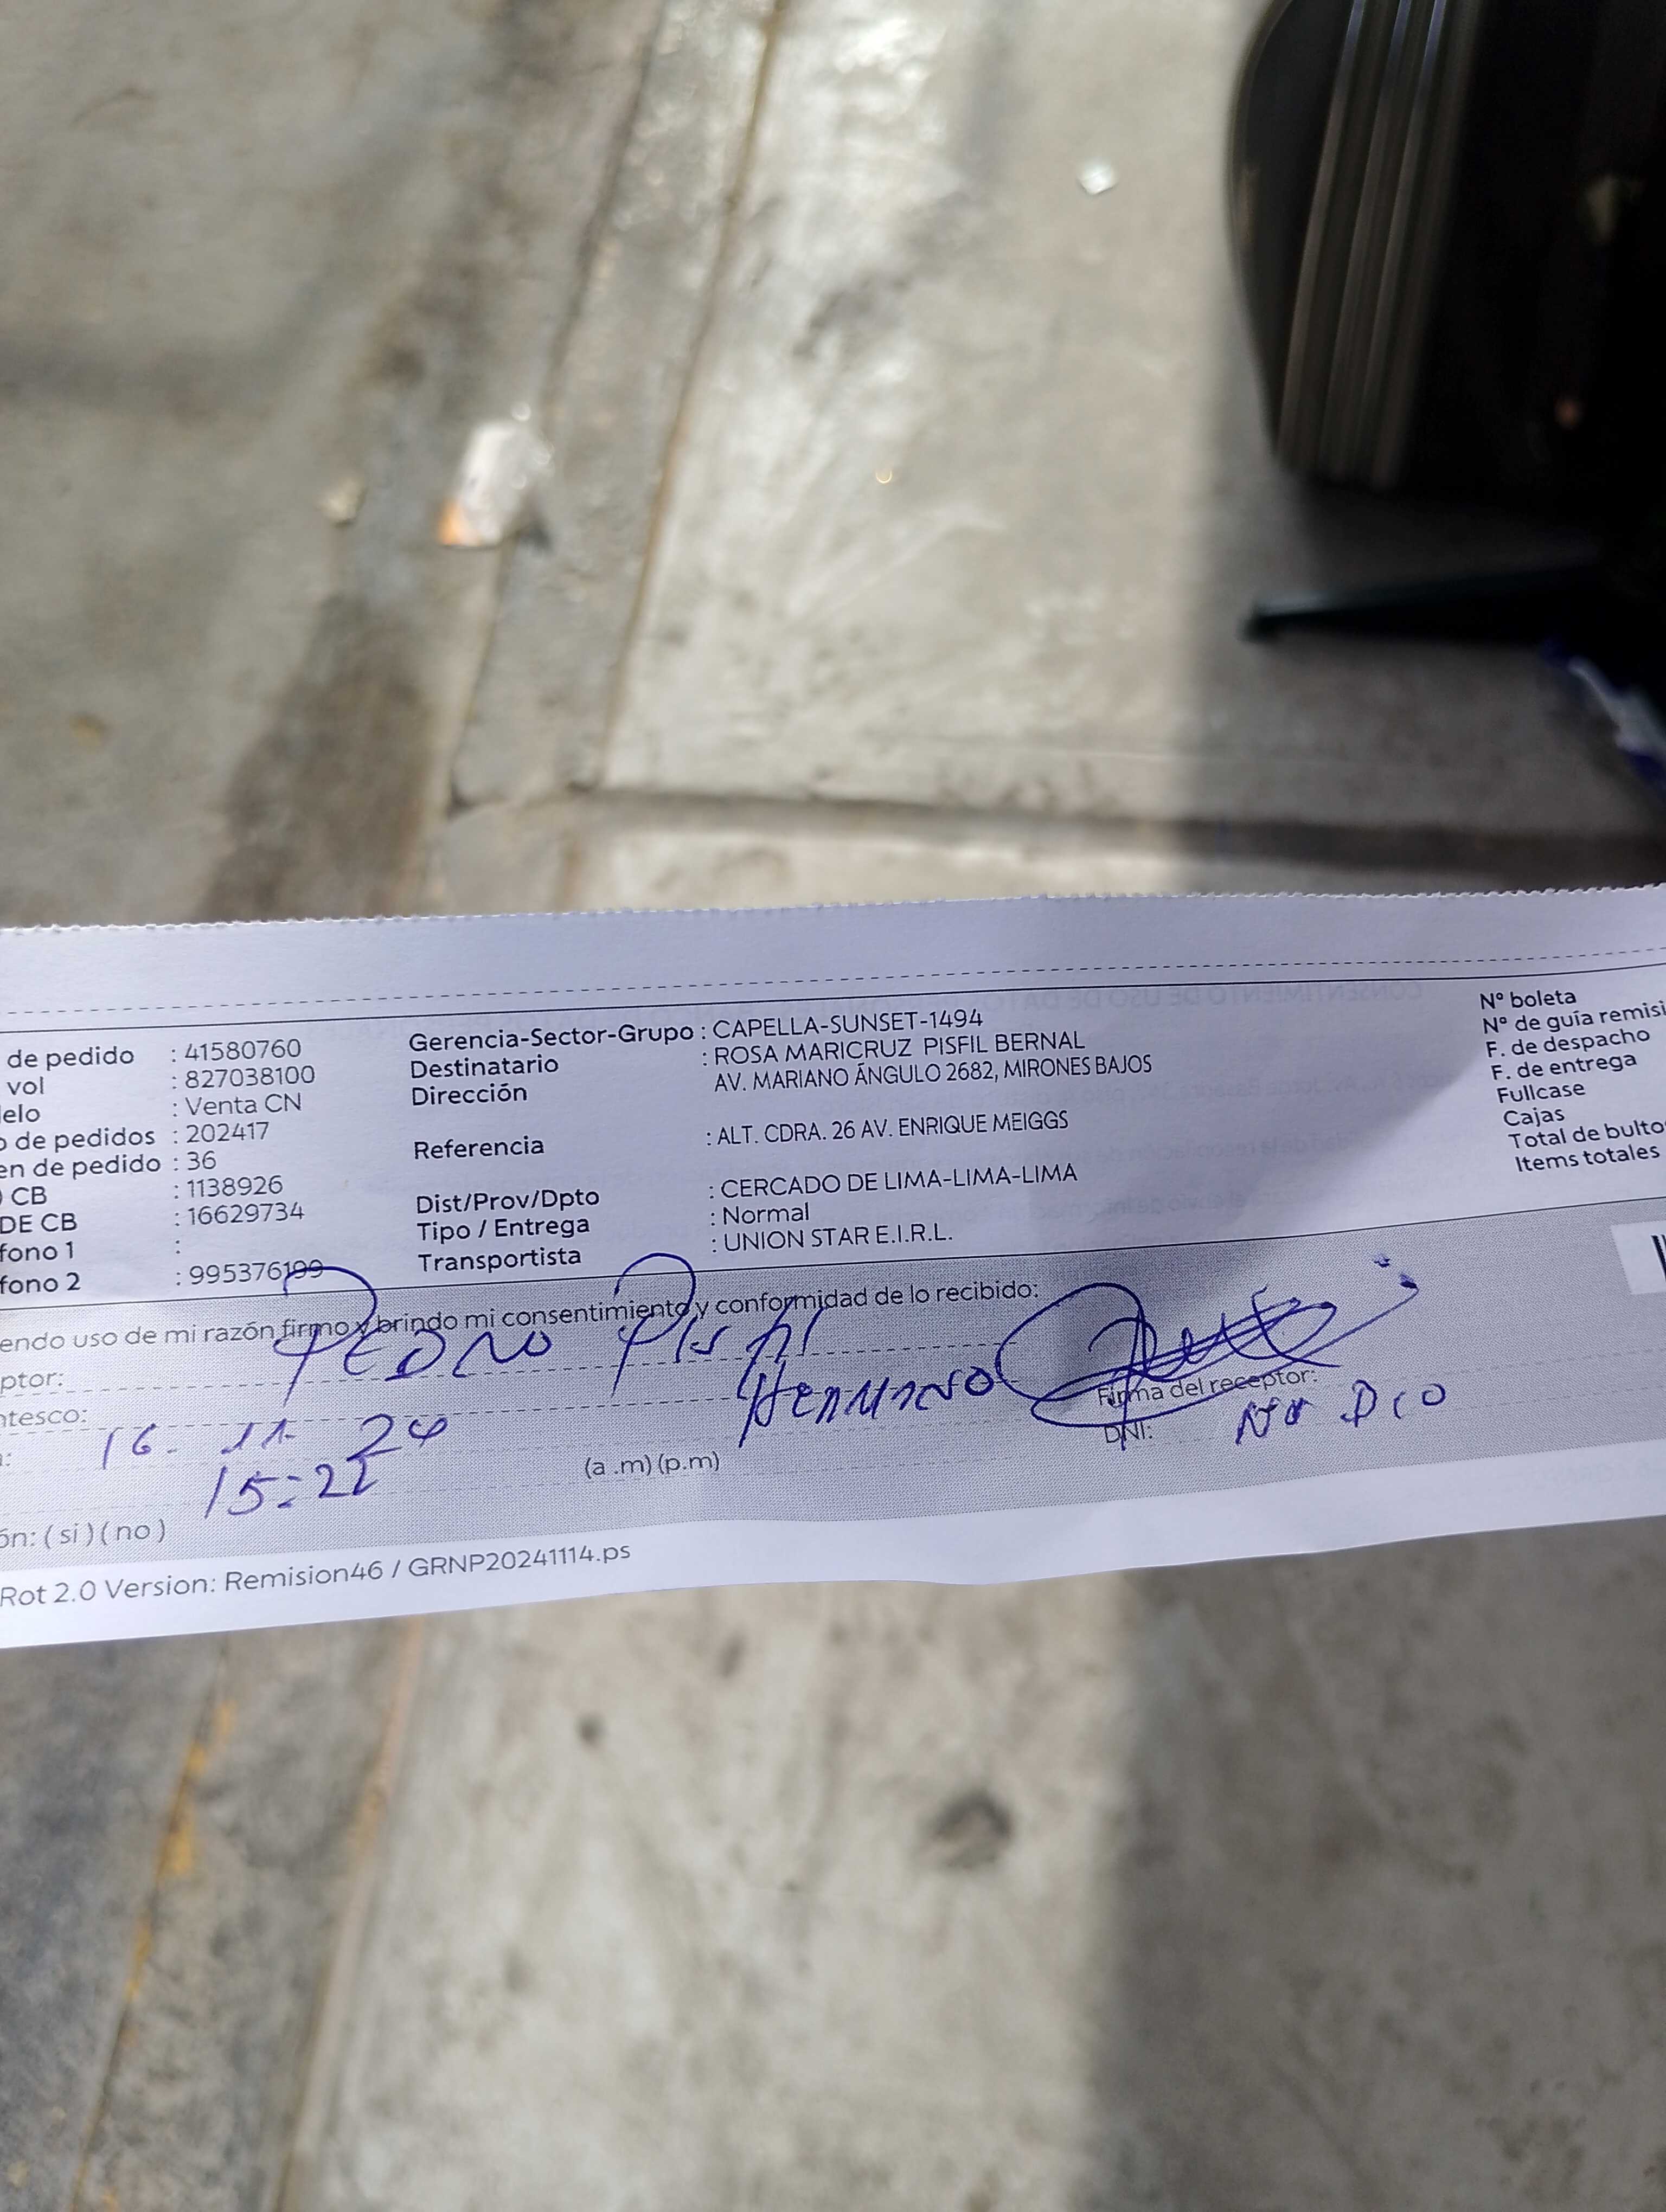 de pedido : 41580760
vol : 827038100
elo : Venta CN
o de pedidos : 202417
en de pedido : 36
CB : 1138926
DE CB : 16629734
fono 1 :
fono 2 : 995376199
Gerencia-Sector-Grupo : CAPELLA-SUNSET-1494
Destinatario : ROSA MARICRUZ PISFIL BERNAL
Dirección AV. MARIANO ÁNGULO 2682, MIRONES BAJOS
Referencia : ALT. CDRA. 26 AV. ENRIQUE MEIGGS
Dist/Prov/Dpto : CERCADO DE LIMA-LIMA-LIMA
Tipo / Entrega : Normal
Transportista : UNION STAR E.I.R.L.
Nº boleta
Nº de guía remisi
F. de despacho
F. de entrega
Fullcase
Cajas
Total de bulto
Items totales
endo uso de mi razón firmo y brindo mi consentimiento y conformidad de lo recibido:
ptor: PEDRO Pisfil
ntesco: HERMANO
Firma del receptor:
: 16. 11. 24
DNI: No DIO
15:22 (a .m) (p.m)
ón: ( si ) ( no )
Rot 2.0 Version: Remision46 / GRNP20241114.ps